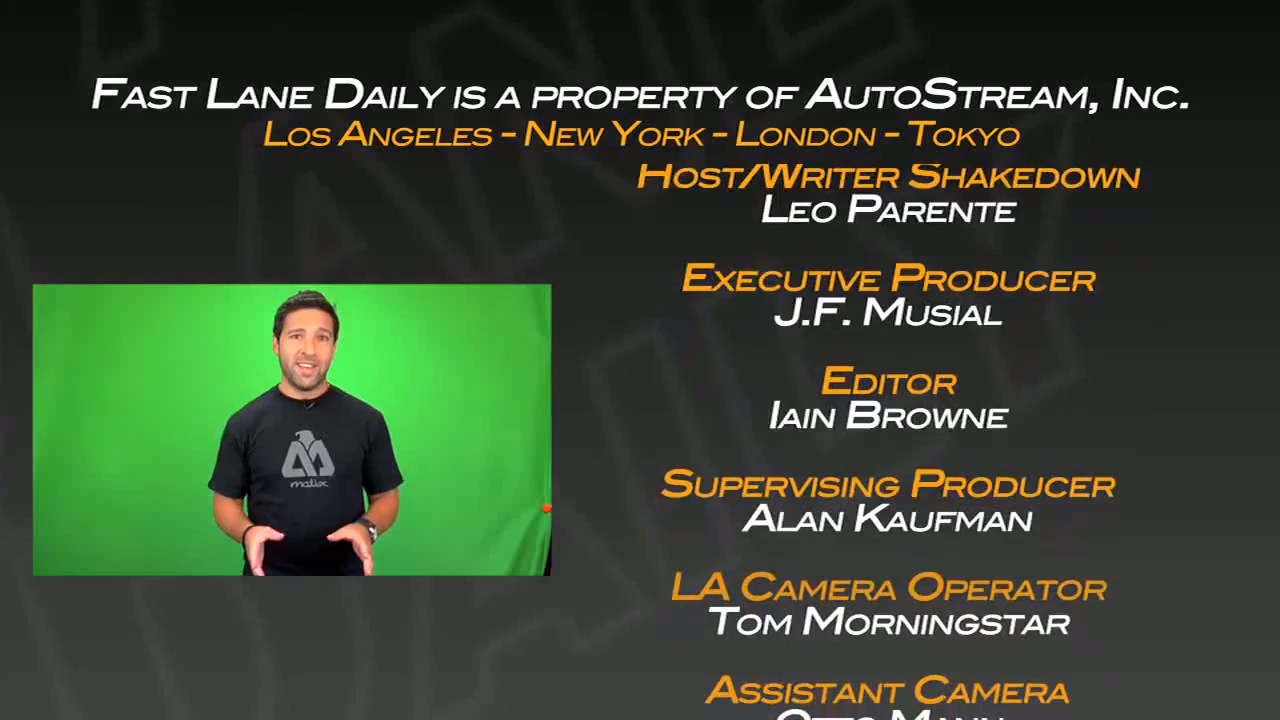 FAST LANE DAILY IS A PROPERTY OF AUTOSTREAM, INC.
LOS ANGELES - NEW YORK - LONDON - TOKYO
HOST/WRITER SHAKEDOWN
LEO PARENTE
EXECUTIVE PRODUCER
J.F. MUSIAL
EDITOR
IAIN BROWNE
SUPERVISING PRODUCER
ALAN KAUFMAN
LA CAMERA OPERATOR
TOM MORNINGSTAR
ASSISTANT CAMERA
matix